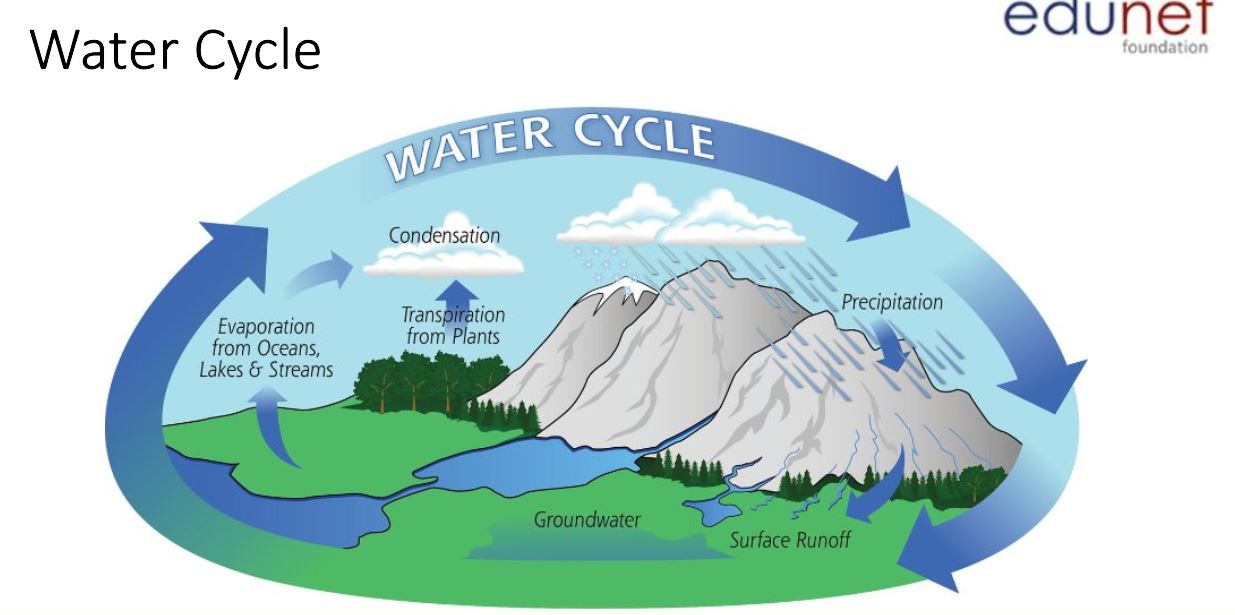 Water Cycle
edunet
foundation
WATER CYCLE
Condensation
Transpiration
from Plants
Evaporation
from Oceans,
Lakes & Streams
Precipitation
Groundwater
Surface Runoff